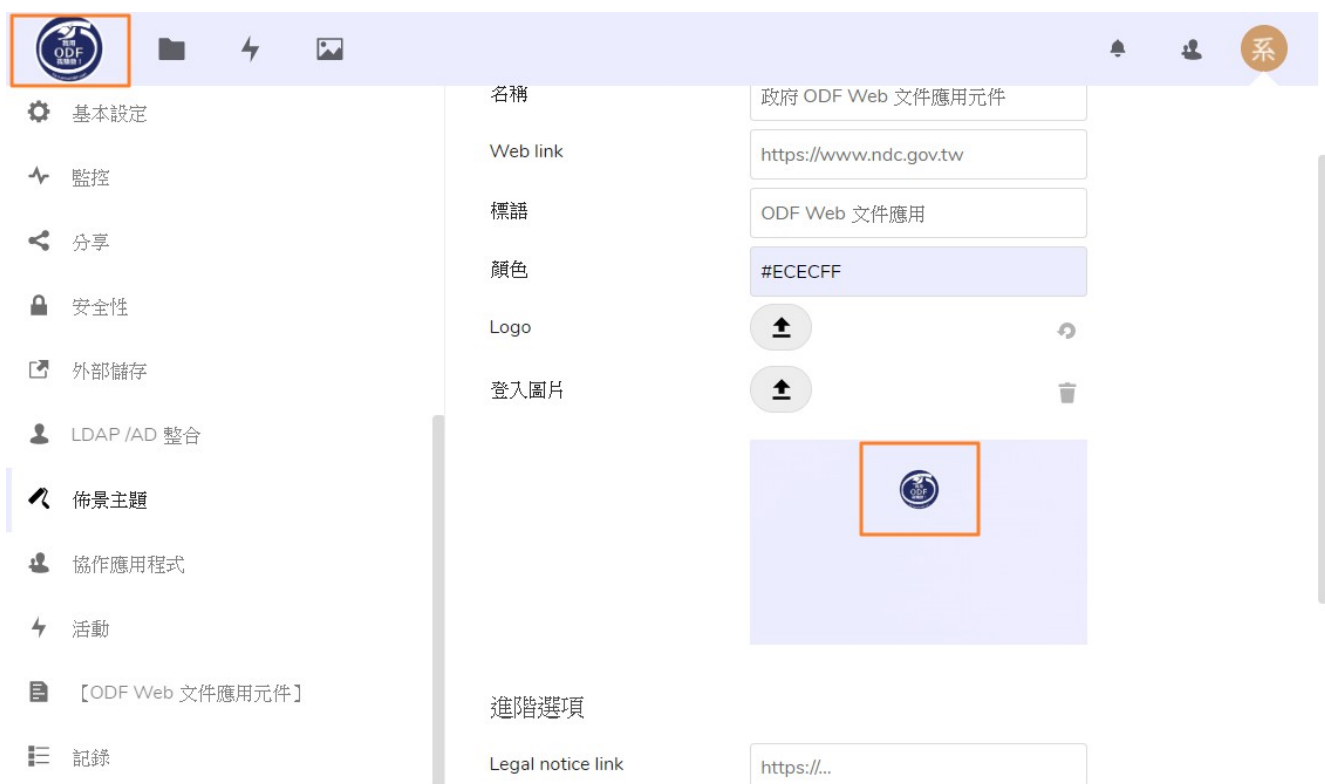 ODF
系
基本設定
監控
分享
安全性
外部儲存
LDAP /AD 整合
佈景主題
協作應用程式
活動
【ODF Web 文件應用元件】
記錄
名稱
政府 ODF Web 文件應用元件
Web link
https://www.ndc.gov.tw
標語
ODF Web 文件應用
顏色
#ECECFF
Logo
登入圖片
ODF
進階選項
Legal notice link
https://...